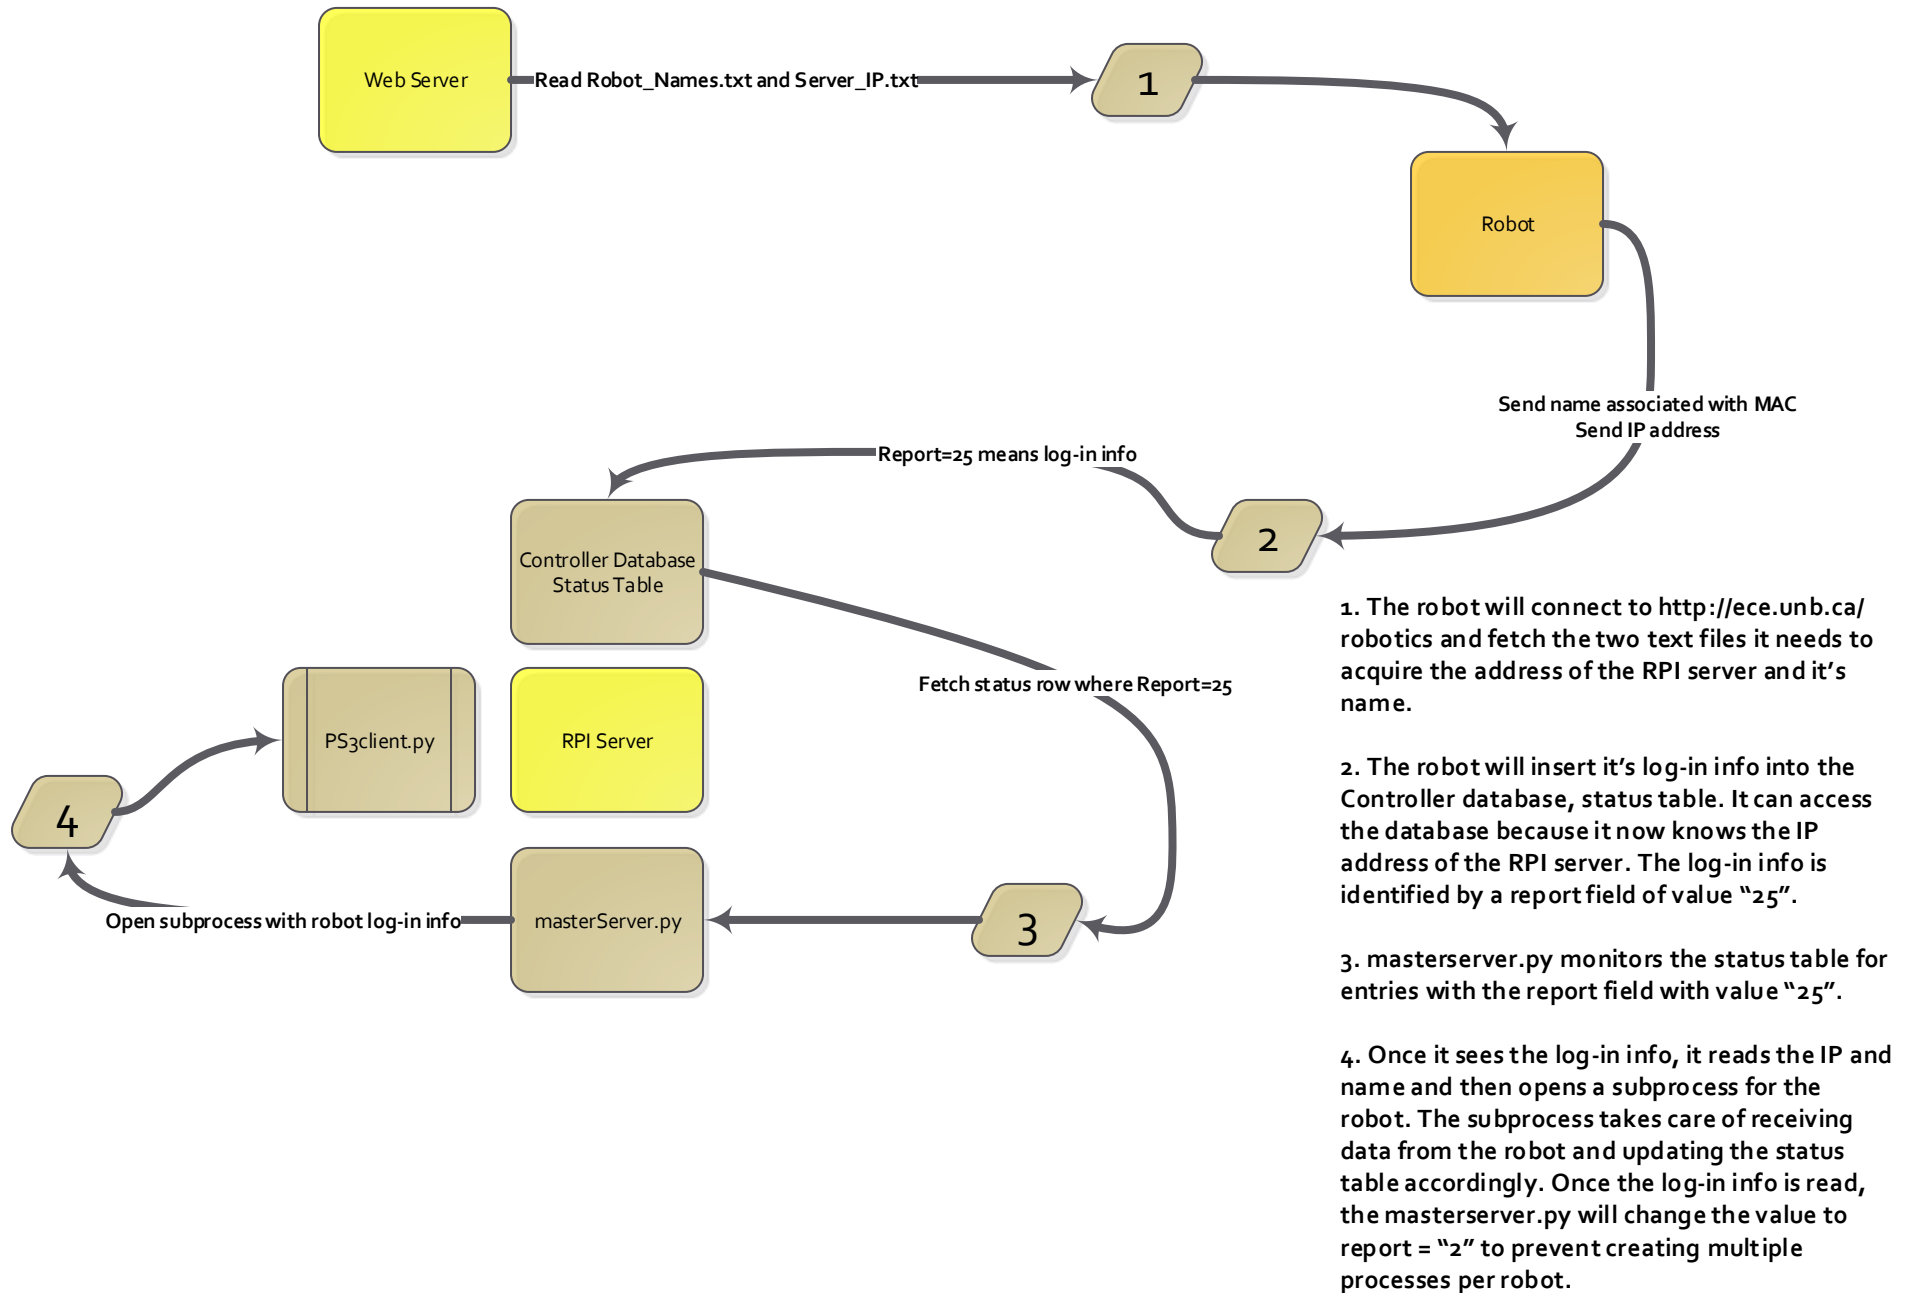 Web Server
Read Robot_Names.txt and Server_IP.txt
1
Robot
Send name associated with MAC
Send IP address
Report=25 means log-in info
2
Controller Database
Status Table
Fetch status row where Report=25
PS3client.py
RPI Server
4
Open subprocess with robot log-in info
masterServer.py
3
1. The robot will connect to http://ece.unb.ca/
robotics and fetch the two text files it needs to
acquire the address of the RPI server and it’s
name.
2. The robot will insert it’s log-in info into the
Controller database, status table. It can access
the database because it now knows the IP
address of the RPI server. The log-in info is
identified by a report field of value “25”.
3. masterserver.py monitors the status table for
entries with the report field with value “25”.
4. Once it sees the log-in info, it reads the IP and
name and then opens a subprocess for the
robot. The subprocess takes care of receiving
data from the robot and updating the status
table accordingly. Once the log-in info is read,
the masterserver.py will change the value to
report = “2” to prevent creating multiple
processes per robot.